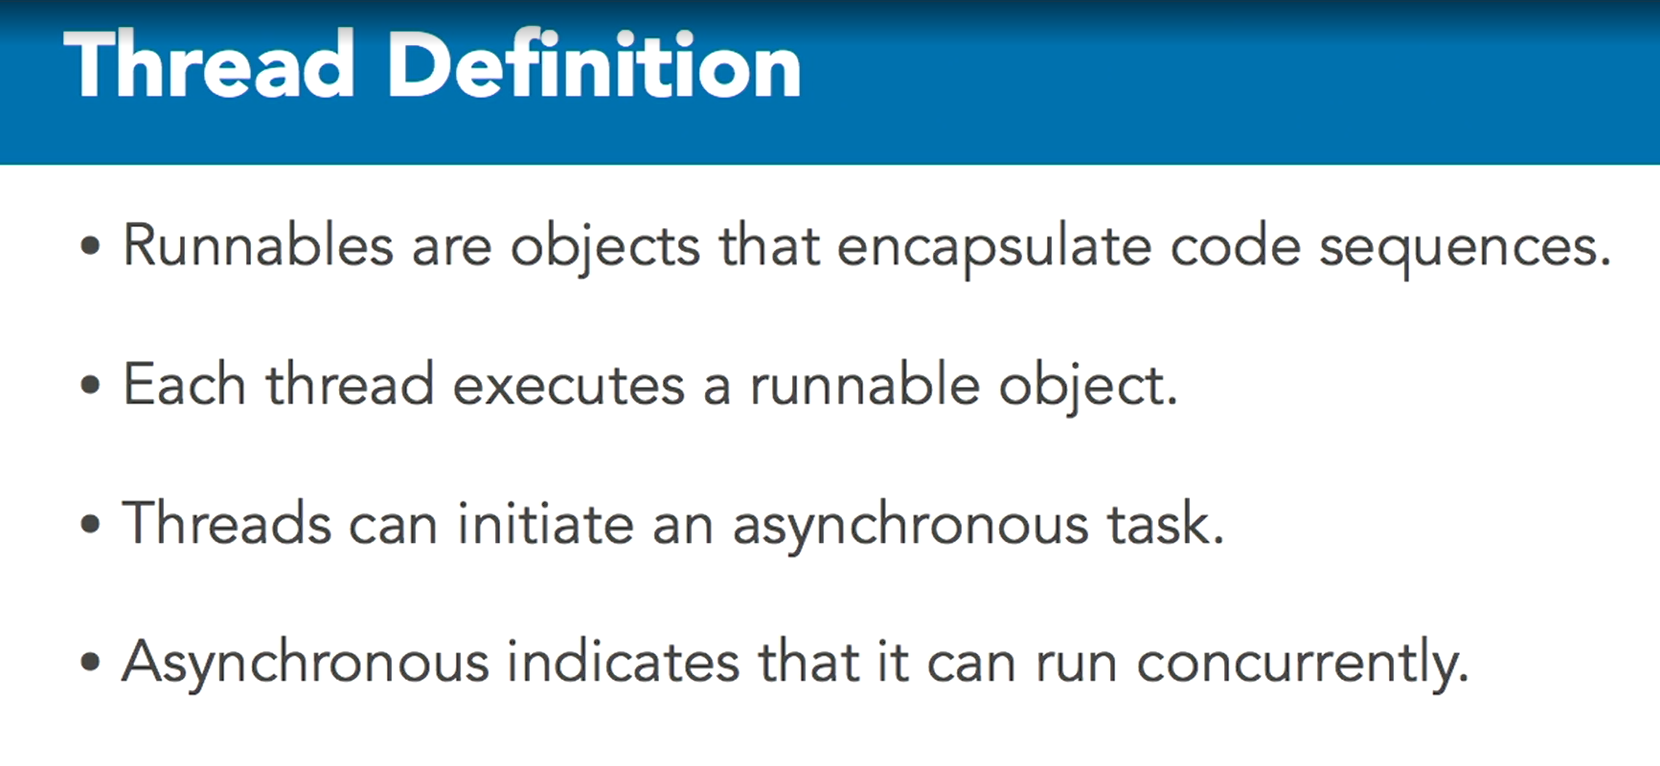 Thread Definition
• Runnables are objects that encapsulate code sequences.
• Each thread executes a runnable object.
• Threads can initiate an asynchronous task.
• Asynchronous indicates that it can run concurrently.